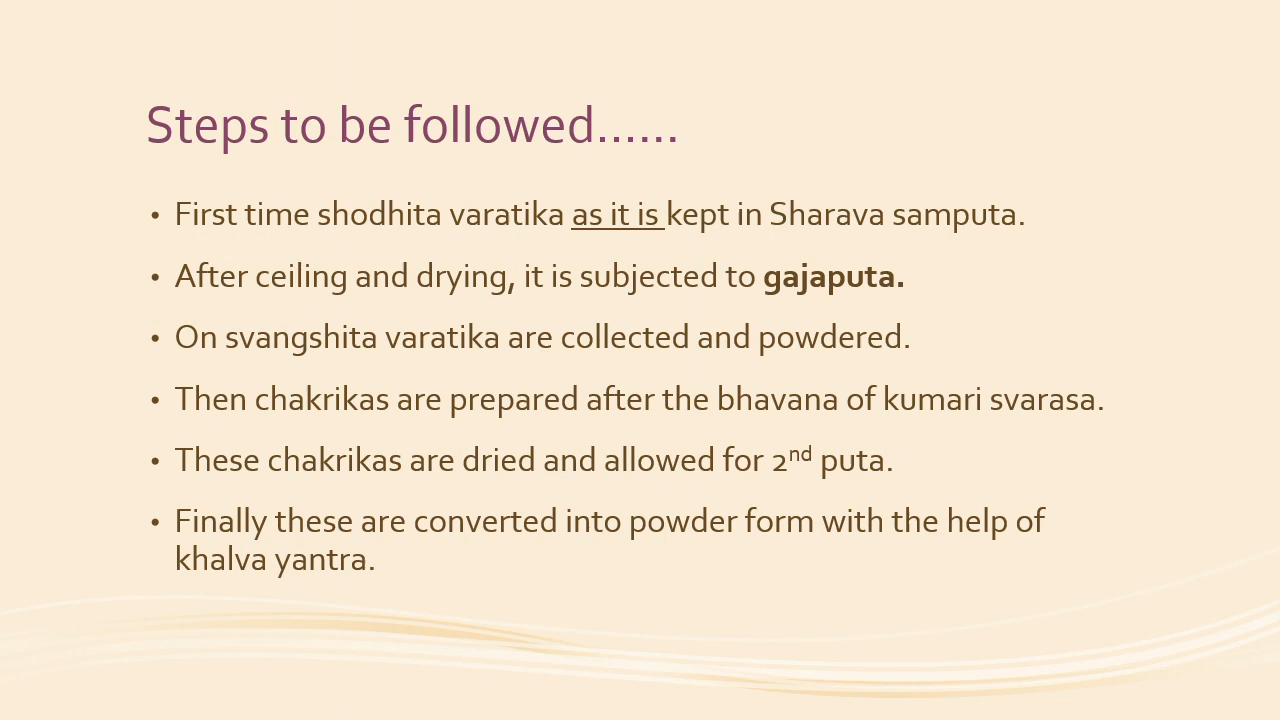 Steps to be followed......
• First time shodhita varatika as it is kept in Sharava samputa.
• After ceiling and drying, it is subjected to gajaputa.
• On svangshita varatika are collected and powdered.
• Then chakrikas are prepared after the bhavana of kumari svarasa.
• These chakrikas are dried and allowed for 2nd puta.
• Finally these are converted into powder form with the help of
khalva yantra.